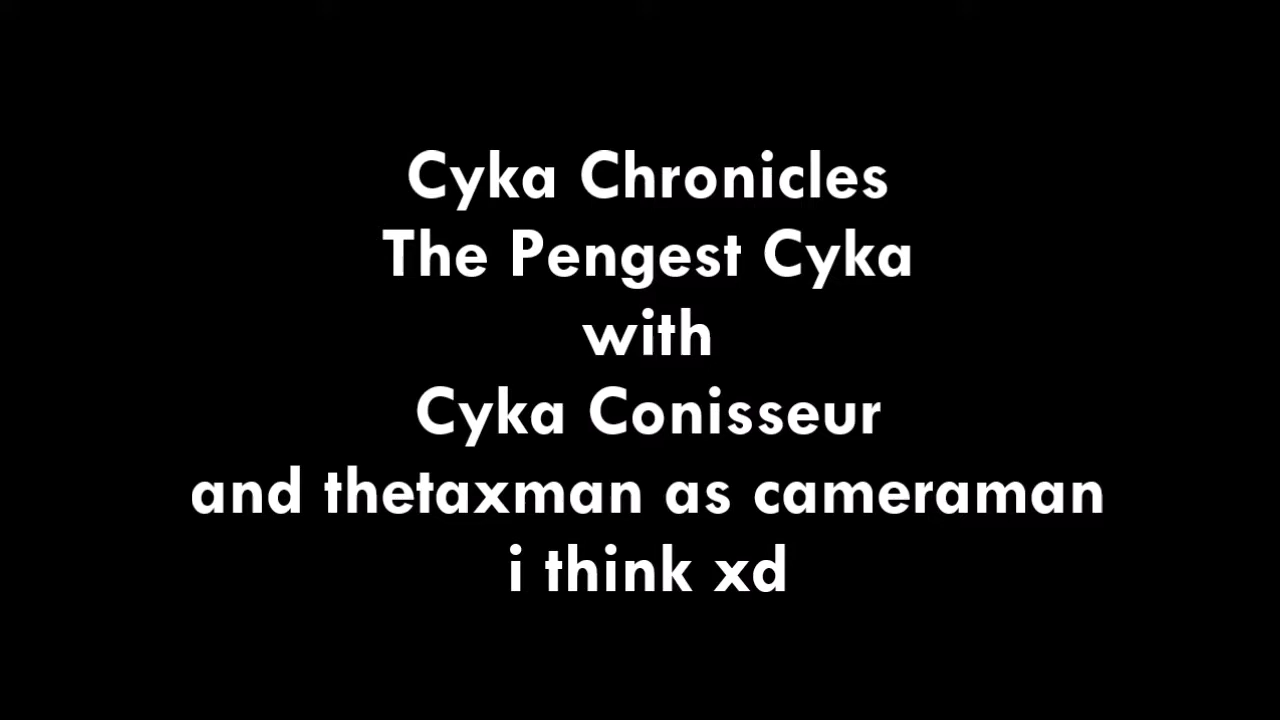 Cyka Chronicles
The Pengest Cyka
with
Cyka Conisseur
and thetaxman as cameraman
i think xd